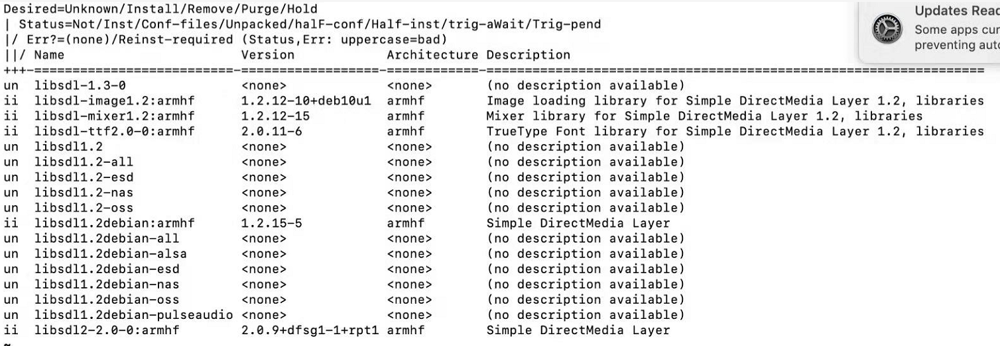 Desired=Unknown/Install/Remove/Purge/Hold
| Status=Not/Inst/Conf-files/Unpacked/halF-conf/Half-inst/trig-aWait/Trig-pend
|/ Err?=(none)/Reinst-required (Status,Err: uppercase=bad)
||/ Name Version Architecture Description
+++-==========================-==================-============-=================================================================
un libsdl-1.3-0 <none> <none> (no description available)
ii libsdl-image1.2:armhf 1.2.12-10+deb10u1 armhf Image loading library for Simple DirectMedia Layer 1.2, libraries
ii libsdl-mixer1.2:armhf 1.2.12-15 armhf Mixer library for Simple DirectMedia Layer 1.2, libraries
ii libsdl-ttf2.0-0:armhf 2.0.11-6 armhf TrueType Font library for Simple DirectMedia Layer 1.2, libraries
un libsdl1.2 <none> <none> (no description available)
un libsdl1.2-all <none> <none> (no description available)
un libsdl1.2-esd <none> <none> (no description available)
un libsdl1.2-nas <none> <none> (no description available)
un libsdl1.2-oss <none> <none> (no description available)
ii libsdl1.2debian:armhf 1.2.15-5 armhf Simple DirectMedia Layer
un libsdl1.2debian-all <none> <none> (no description available)
un libsdl1.2debian-alsa <none> <none> (no description available)
un libsdl1.2debian-esd <none> <none> (no description available)
un libsdl1.2debian-nas <none> <none> (no description available)
un libsdl1.2debian-oss <none> <none> (no description available)
un libsdl1.2debian-pulseaudio <none> <none> (no description available)
ii libsdl2-2.0-0:armhf 2.0.9+dfsg1-1+rpt1 armhf Simple DirectMedia Layer
Updates
Some apps
preventing